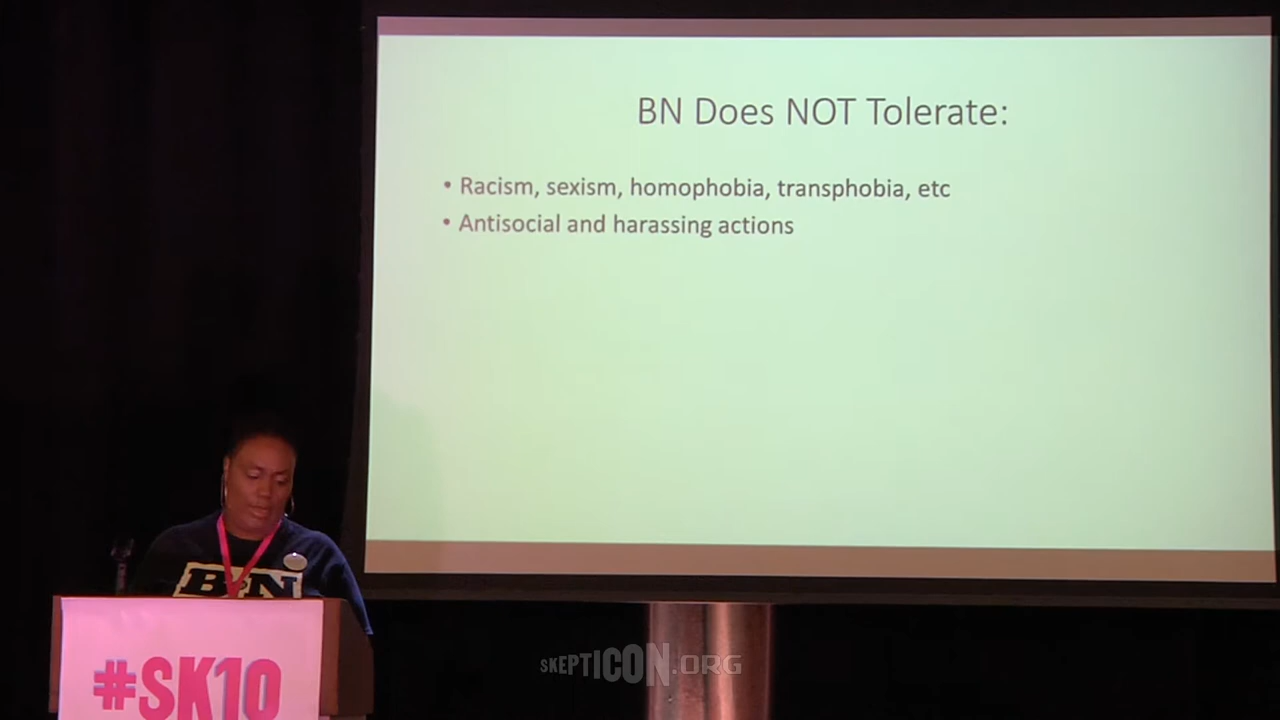 BN Does NOT Tolerate:
• Racism, sexism, homophobia, transphobia, etc
• Antisocial and harassing actions
BN
#SK10
SKEPTICON.ORG